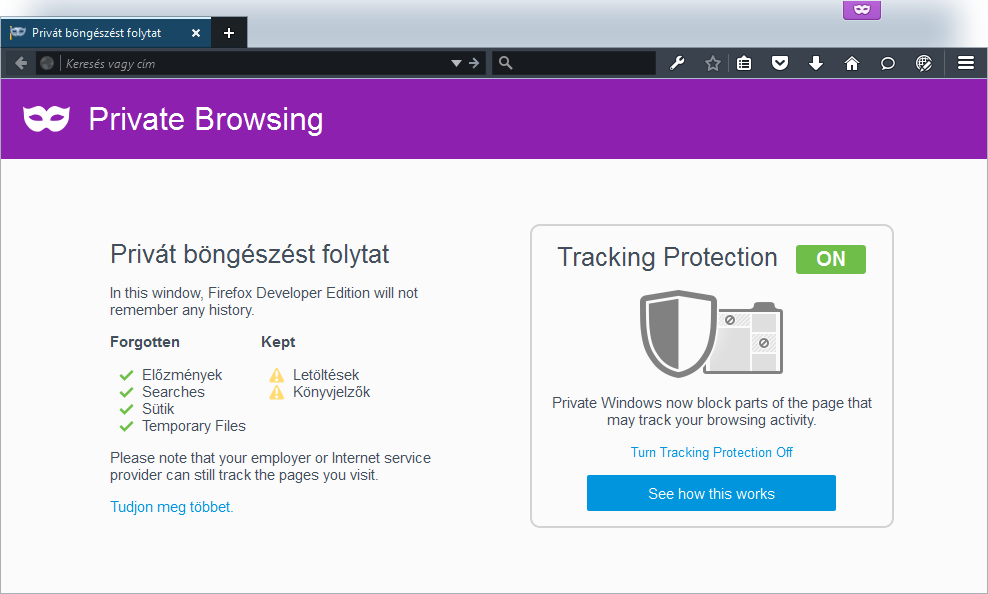 Privát böngészést folytat
Keresés vagy cím
Private Browsing
Privát böngészést folytat
In this window, Firefox Developer Edition will not
remember any history.
Forgotten Kept
Előzmények Letöltések
Searches Könyvjelzők
Sütik
Temporary Files
Please note that your employer or Internet service
provider can still track the pages you visit.
Tudjon meg többet.
Tracking Protection ON
Private Windows now block parts of the page that
may track your browsing activity.
Turn Tracking Protection Off
See how this works